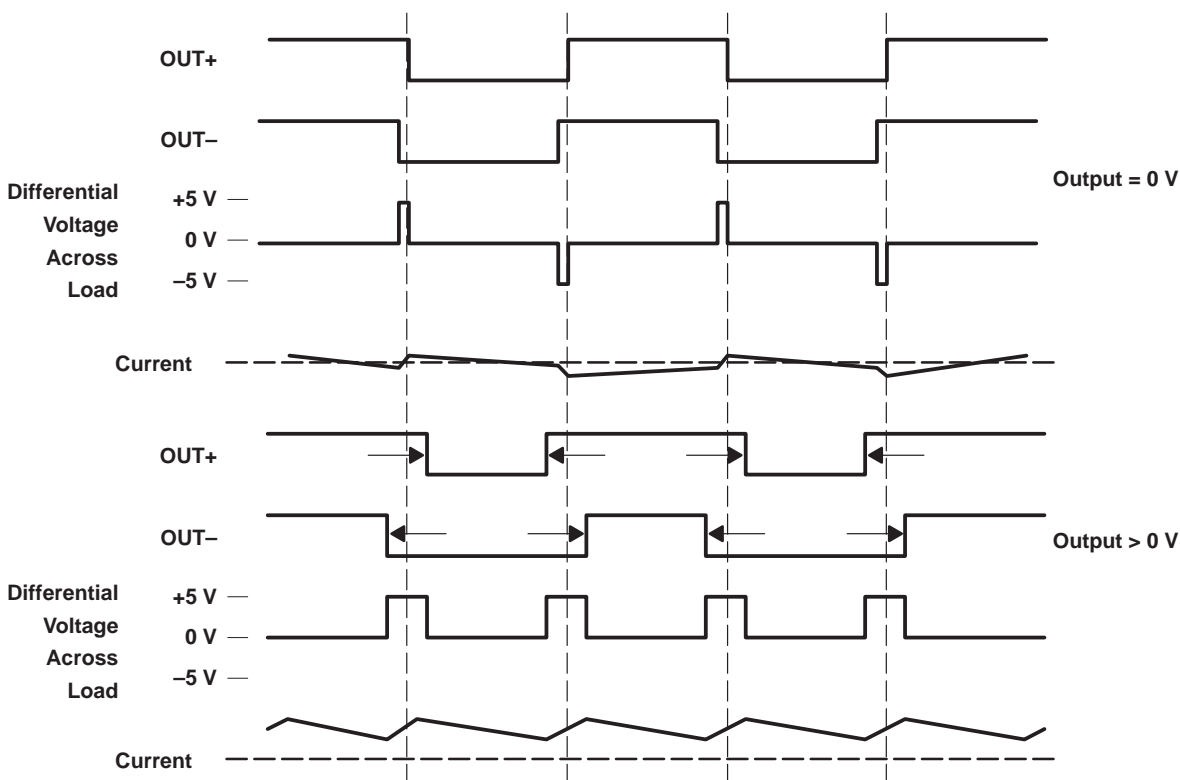 OUT+
OUT–
Output = 0 V
Differential
Voltage
Across
Load
+5 V
0 V
–5 V
Current
OUT+
OUT–
Output > 0 V
Differential
Voltage
Across
Load
+5 V
0 V
–5 V
Current